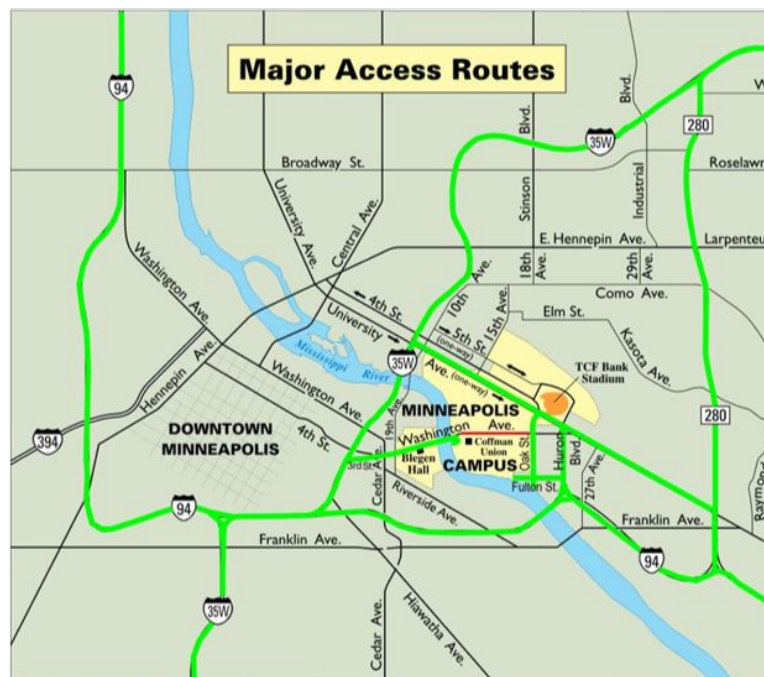 Major Access Routes
94
280
35W
W
Broadway St.
Roselawn
Stinson
Blvd.
Industrial
Blvd.
University Ave.
Central Ave.
Washington Ave.
E. Hennepin Ave.
Larpenteu
18th
Ave.
29th
Ave.
10th Ave.
Como Ave.
4th St.
University
15th Ave.
Elm St.
5th St.
(one-way)
Kasota Ave.
Mississippi River
35W
Ave.
(one-way)
TCF Bank
Stadium
Hennepin Ave.
Washington Ave.
394
DOWNTOWN
MINNEAPOLIS
4th St.
19th Ave.
MINNEAPOLIS
Washington Ave.
Coffman
Union
CAMPUS
Blegen
Hall
3rd St.
Cedar Ave.
Riverside Ave.
Oak St.
Huron
Blvd.
27th Ave.
Fulton St.
280
Raymond
94
Franklin Ave.
Franklin Ave.
94
35W
Cedar Ave.
Hiawatha Ave.